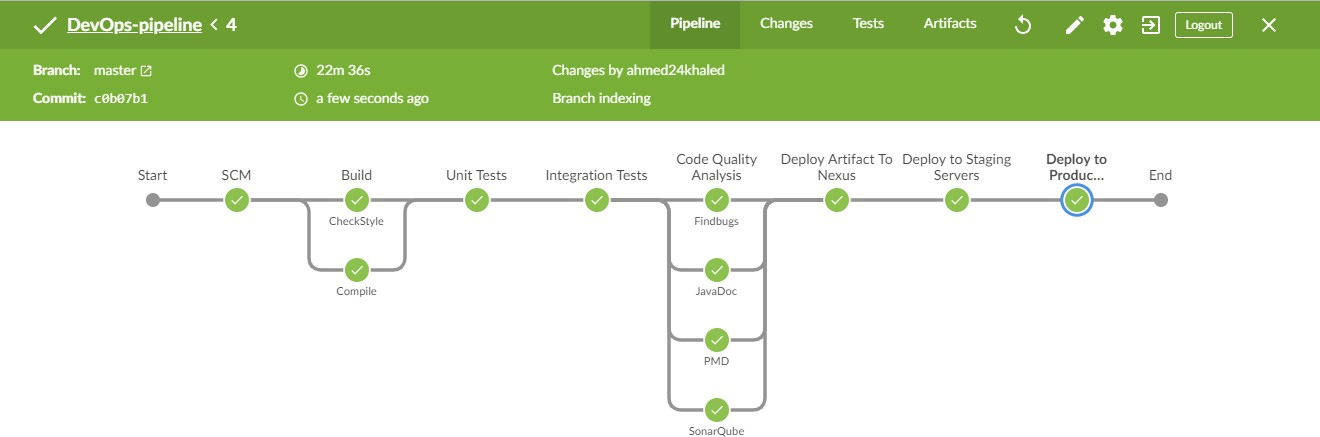 DevOps-pipeline < 4
Pipeline Changes Tests Artifacts Logout
Branch: master 22m 36s Changes by ahmed24khaled
Commit: c0b07b1 a few seconds ago Branch indexing
Start SCM Build Unit Tests Integration Tests Code Quality Analysis Deploy Artifact To Nexus Deploy to Staging Servers Deploy to Produc... End
CheckStyle Findbugs
Compile JavaDoc
PMD
SonarQube